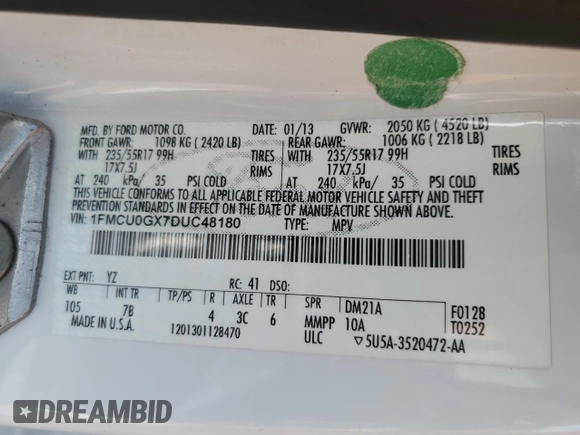 MFD. BY FORD MOTOR CO. DATE 01/13 GVWR: 2050 KG ( 4520 LB)
FRONT GAWR: 1098 KG ( 2420 LB) REAR GAWR: 1006 KG ( 2218 LB)
WITH 235/55R17 99H TIRES WITH 235/55R17 99H TIRES
17X7.5J RIMS 17X7.5J RIMS
AT 240 kPa/ 35 PSI COLD AT 240 kPa/ 35 PSI COLD
THIS VEHICLE CONFORMS TO ALL APPLICABLE FEDERAL MOTOR VEHICLE SAFETY AND THEFT
PREVENTION STANDARDS IN EFFECT ON THE DATE OF MANUFACTURE SHOWN ABOVE.
VIN: 1FMCU0GX7DUC48180 TYPE: MPV
EXT PNT: YZ RC: 41 DSO:
WB INT TR TP/PS R AXLE TR SPR DM21A F0128
105 7B 4 3C 6 MMPP 10A T0252
MADE IN U.S.A. 1201301128470 ULC ▽5U5A-3520472-AA
DREAMBID